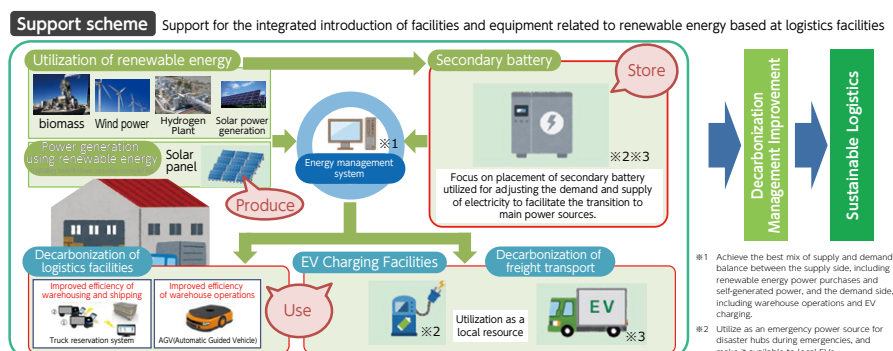 Support scheme
Support for the integrated introduction of facilities and equipment related to renewable energy based at logistics facilities
Utilization of renewable energy
biomass
Wind power
Hydrogen
Plant
Solar power
generation
Power generation
using renewable energy
Solar
panel
Produce
※1
Energy management
system
Secondary battery
Store
※2※3
Focus on placement of secondary battery
utilized for adjusting the demand and supply
of electricity to facilitate the transition to
main power sources.
Decarbonization of
logistics facilities
Improved efficiency of
warehousing and shipping
Truck reservation system
Improved efficiency
of warehouse operations
AGV(Automatic Guided Vehicle)
Use
EV Charging Facilities
※2
Utilization as a
local resource
Decarbonization of
freight transport
EV
※3
Decarbonization
Management Improvement
Sustainable Logistics
※1 Achieve the best mix of supply and demand
balance between the supply side, including
renewable energy power purchases and
self-generated power, and the demand side,
including warehouse operations and EV
charging.
※2 Utilize as an emergency power source for
disaster hubs during emergencies, and
make it available to local EVs